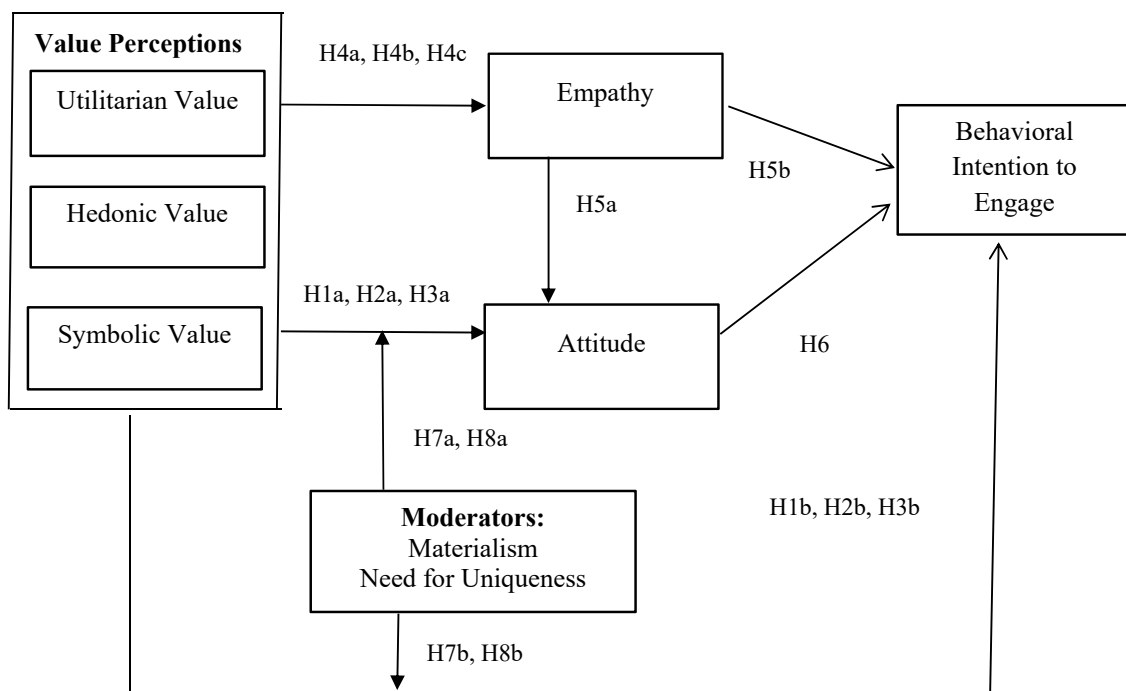 Value Perceptions
Utilitarian Value
Hedonic Value
Symbolic Value
H4a, H4b, H4c
Empathy
H5b
Behavioral
Intention to
Engage
H5a
H1a, H2a, H3a
Attitude
H6
H7a, H8a
Moderators:
Materialism
Need for Uniqueness
H1b, H2b, H3b
H7b, H8b